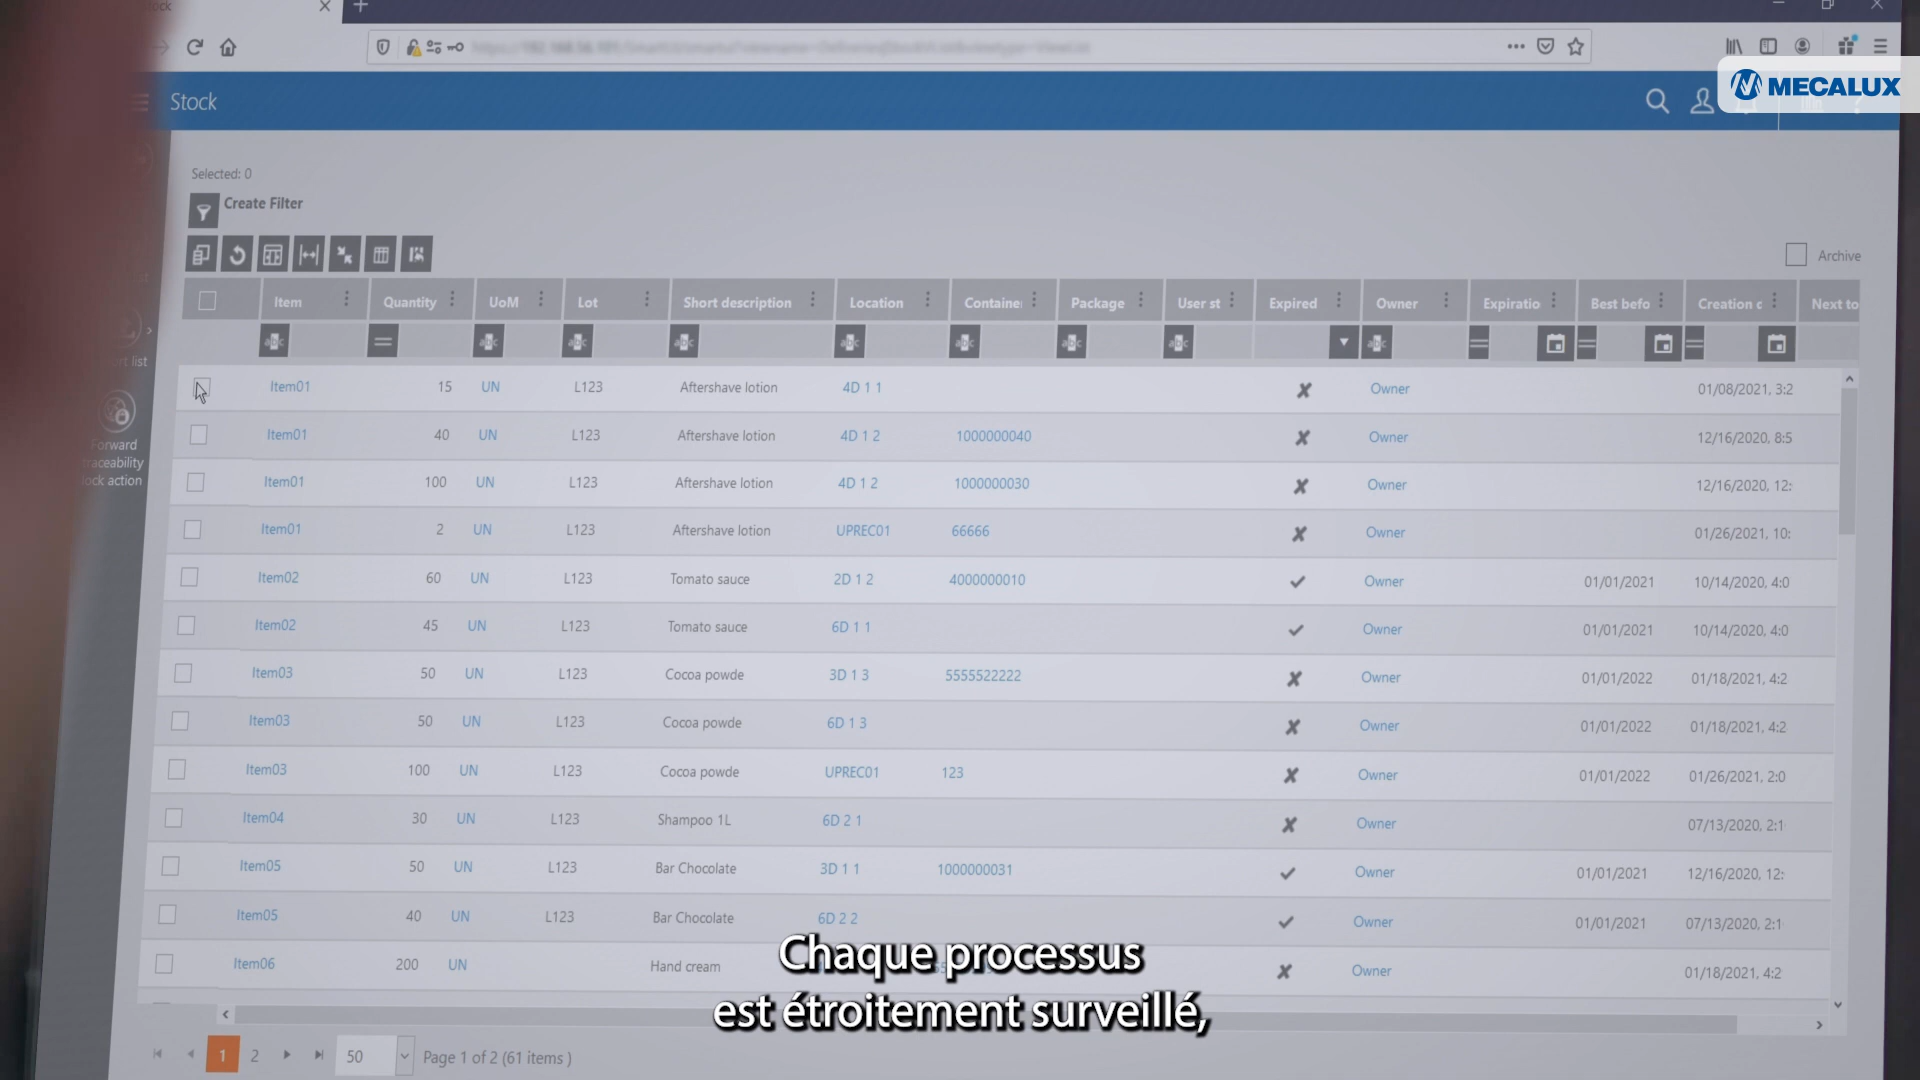 Stock
MECALUX
Selected: 0
Create Filter
Archive
Item Quantity UoM Lot Short description Location Containe Package User st Expired Owner Expiratio Best befo Creation c Next to
Item01 15 UN L123 Aftershave lotion 4D 1 1 Owner 01/08/2021, 3:2
Item01 40 UN L123 Aftershave lotion 4D 1 2 1000000040 Owner 12/16/2020, 8:5
Item01 100 UN L123 Aftershave lotion 4D 1 2 1000000030 Owner 12/16/2020, 12:
Item01 2 UN L123 Aftershave lotion UPREC01 66666 Owner 01/26/2021, 10:
Item02 60 UN L123 Tomato sauce 2D 1 2 4000000010 Owner 01/01/2021 10/14/2020, 4:0
Item02 45 UN L123 Tomato sauce 6D 1 1 Owner 01/01/2021 10/14/2020, 4:0
Item03 50 UN L123 Cocoa powde 3D 1 3 5555522222 Owner 01/01/2022 01/18/2021, 4:2
Item03 50 UN L123 Cocoa powde 6D 1 3 Owner 01/01/2022 01/18/2021, 4:2
Item03 100 UN L123 Cocoa powde UPREC01 123 Owner 01/01/2022 01/26/2021, 2:0
Item04 30 UN L123 Shampoo 1L 6D 2 1 Owner 07/13/2020, 2:1
Item05 50 UN L123 Bar Chocolate 3D 1 1 1000000031 Owner 01/01/2021 12/16/2020, 12:
Item05 40 UN L123 Bar Chocolate 6D 2 2 Owner 01/01/2021 07/13/2020, 2:1
Item06 200 UN Hand cream Owner 01/18/2021, 4:2
Forward
traceability
lock action
Chaque processus
est étroitement surveillé,
1 2 50 Page 1 of 2 (61 items )